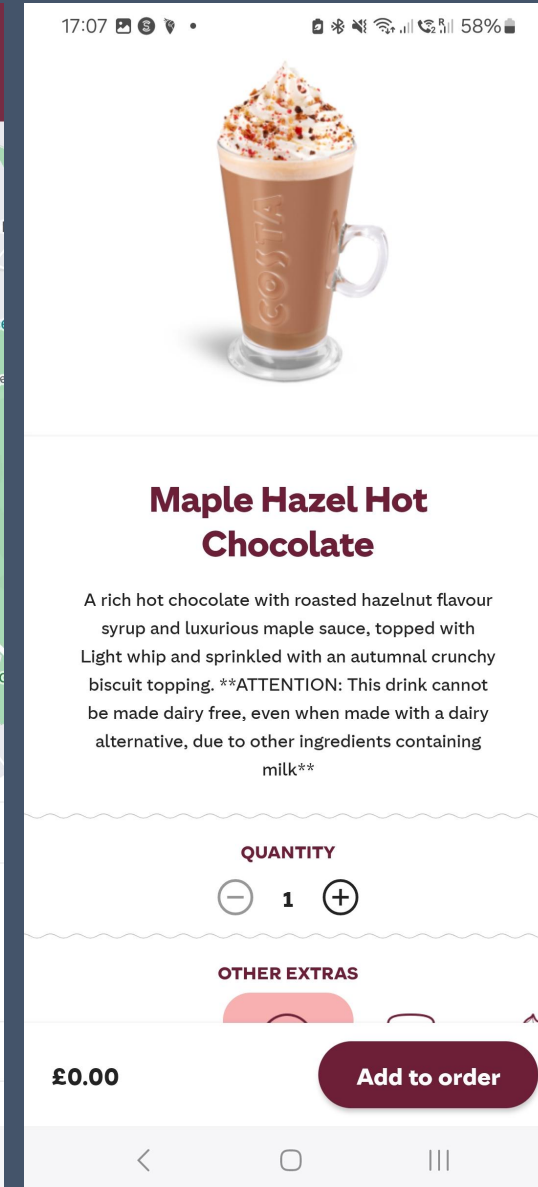 17:07
58%
COSTA
Maple Hazel Hot
Chocolate
A rich hot chocolate with roasted hazelnut flavour
syrup and luxurious maple sauce, topped with
Light whip and sprinkled with an autumnal crunchy
biscuit topping. **ATTENTION: This drink cannot
be made dairy free, even when made with a dairy
alternative, due to other ingredients containing
milk**
QUANTITY
1
OTHER EXTRAS
£0.00
Add to order